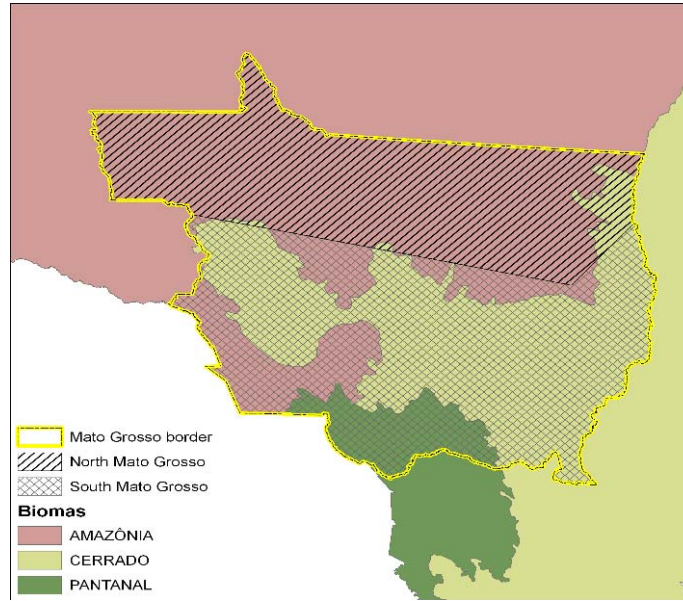 Mato Grosso border
North Mato Grosso
South Mato Grosso
Biomas
AMAZÔNIA
CERRADO
PANTANAL